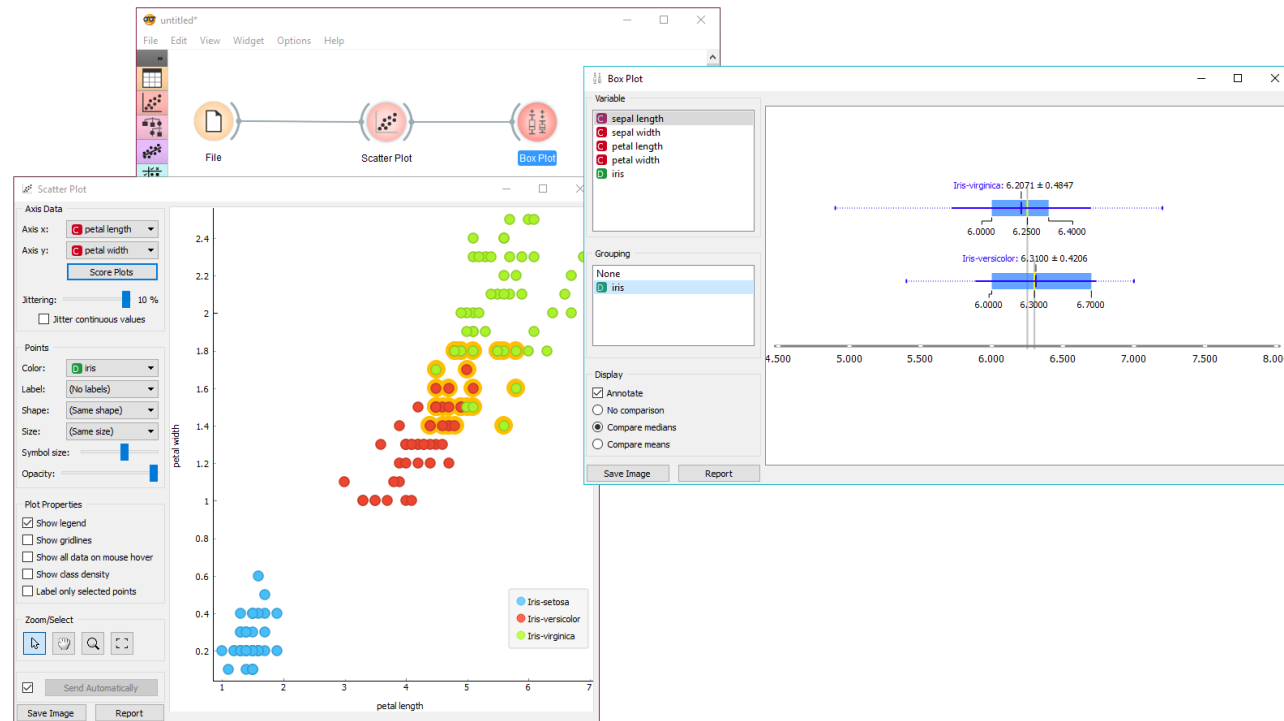 untitled*
File Edit View Widget Options Help
»
File
Scatter Plot
Box Plot
Scatter Plot
Axis Data
Axis x: C petal length
Axis y: C petal width
Score Plots
Jittering: 10 %
Jitter continuous values
Points
Color: D iris
Label: (No labels)
Shape: (Same shape)
Size: (Same size)
Symbol size:
Opacity:
Plot Properties
Show legend
Show gridlines
Show all data on mouse hover
Show class density
Label only selected points
Zoom/Select
Send Automatically
Save Image Report
petal width
2.4
2.2
2
1.8
1.6
1.4
1.2
1
0.8
0.6
0.4
0.2
1 2 3 4 5 6 7
petal length
Iris-setosa
Iris-versicolor
Iris-virginica
Box Plot
Variable
C sepal length
C sepal width
C petal length
C petal width
D iris
Grouping
None
D iris
Display
Annotate
No comparison
Compare medians
Compare means
Save Image Report
Iris-virginica: 6.2071 ± 0.4847
6.0000 6.2500 6.4000
Iris-versicolor: 6.3100 ± 0.4206
6.0000 6.3000 6.7000
4.500 5.000 5.500 6.000 6.500 7.000 7.500 8.00